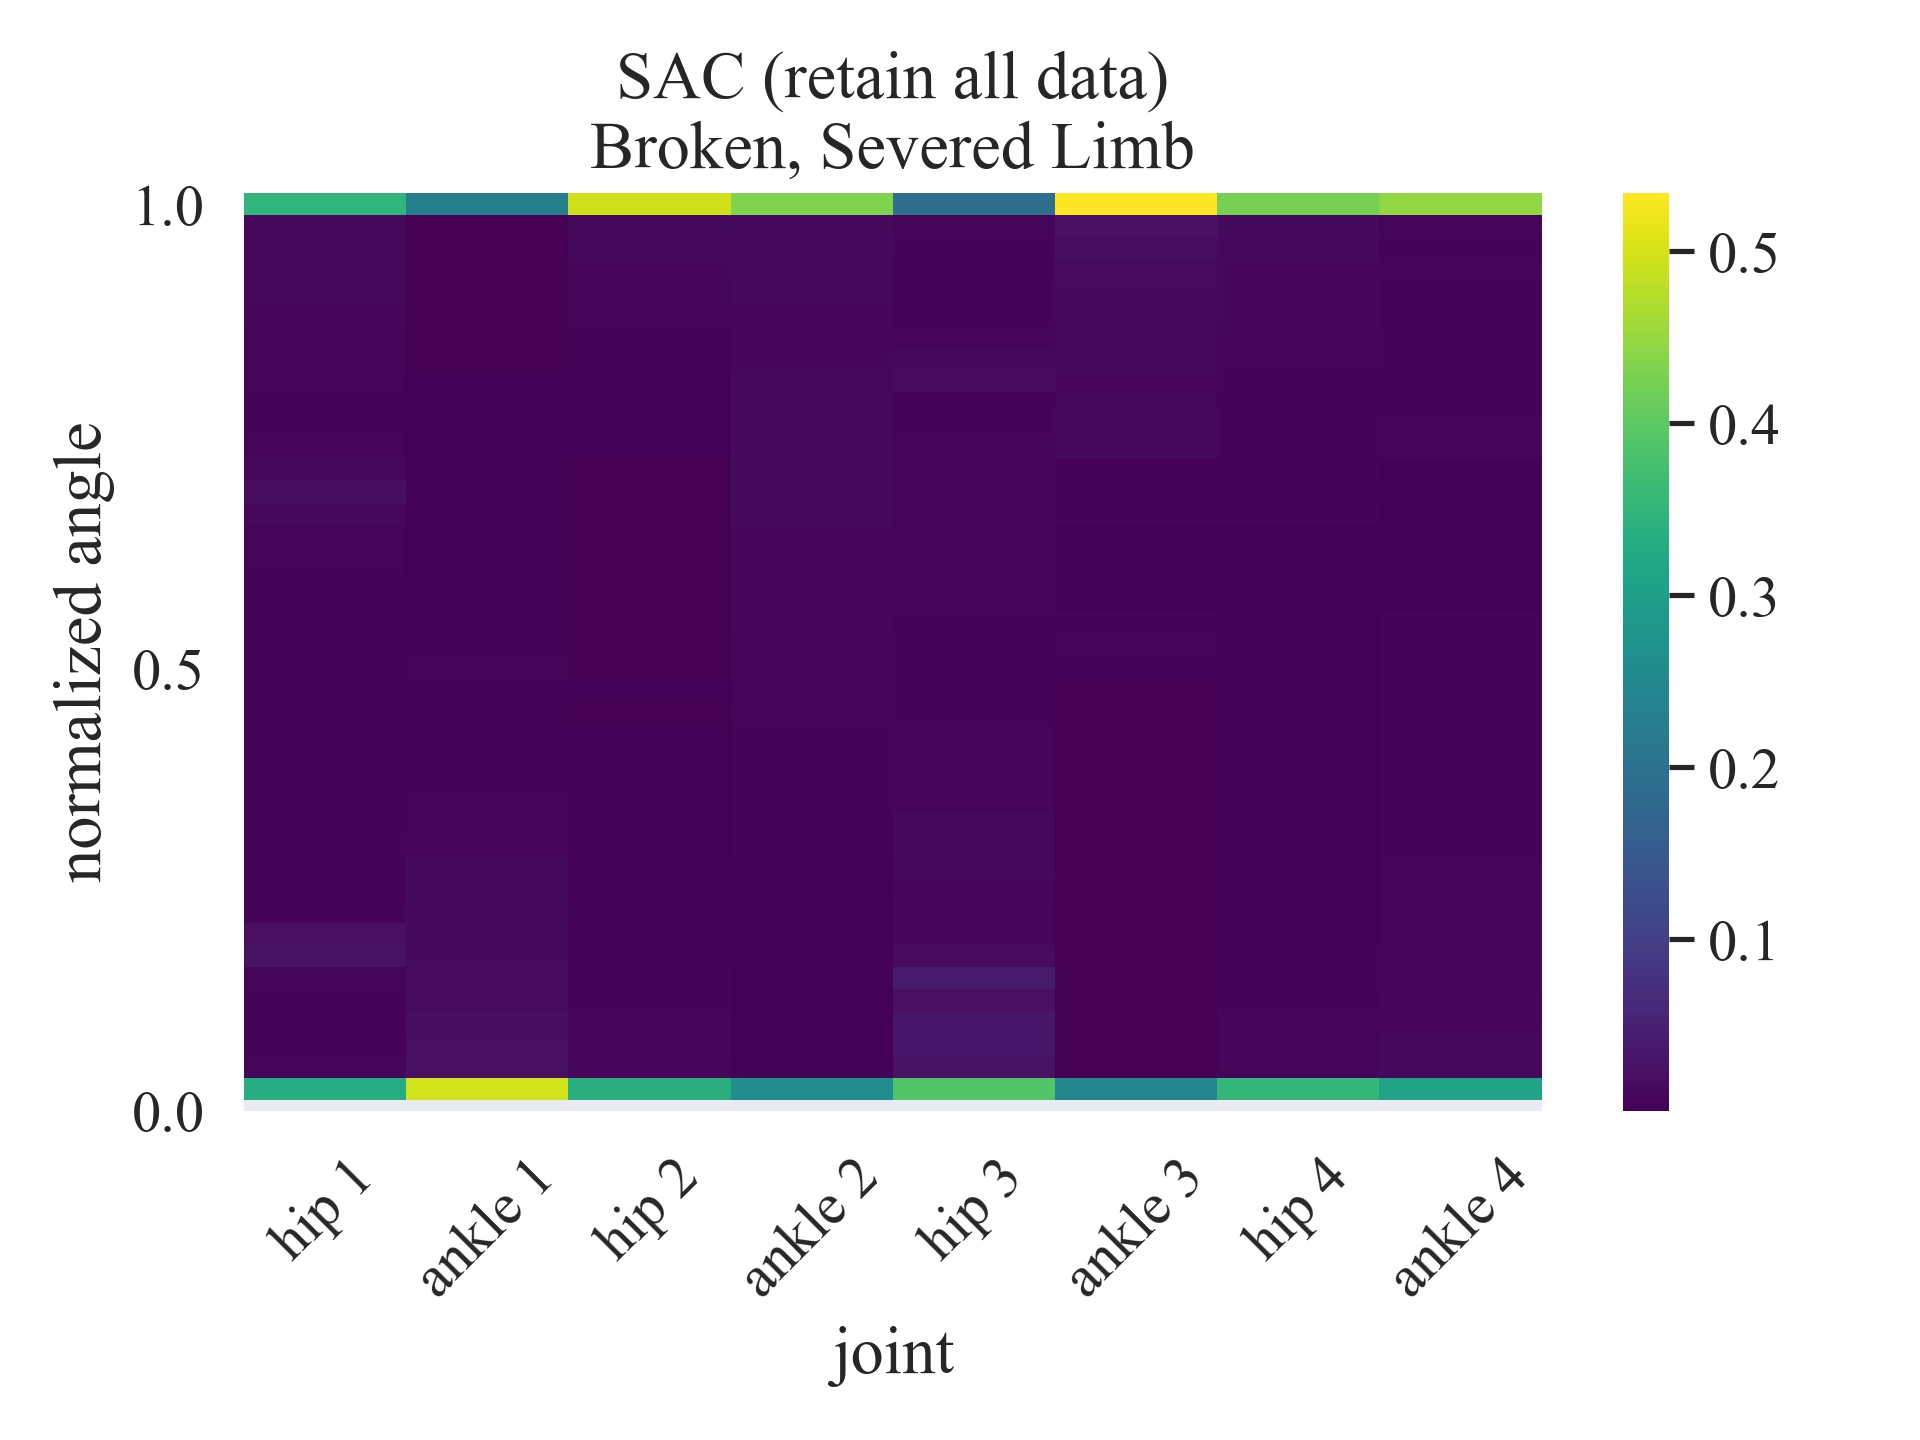 SAC (retain all data)
Broken, Severed Limb
1.0
0.5
0.0
normalized angle
hip 1
ankle 1
hip 2
ankle 2
hip 3
ankle 3
hip 4
ankle 4
joint
0.5
0.4
0.3
0.2
0.1